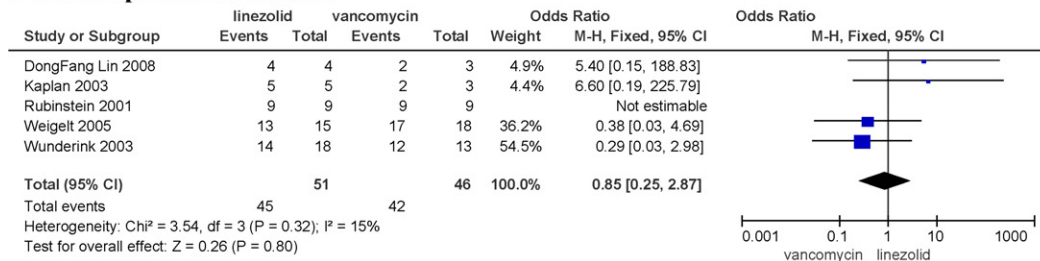 linezolid vancomycin Odds Ratio Odds Ratio
Study or Subgroup Events Total Events Total Weight M-H, Fixed, 95% CI M-H, Fixed, 95% CI
DongFang Lin 2008 4 4 2 3 4.9% 5.40 [0.15, 188.83]
Kaplan 2003 5 5 2 3 4.4% 6.60 [0.19, 225.79]
Rubinstein 2001 9 9 9 9 Not estimable
Weigelt 2005 13 15 17 18 36.2% 0.38 [0.03, 4.69]
Wunderink 2003 14 18 12 13 54.5% 0.29 [0.03, 2.98]
Total (95% CI) 51 46 100.0% 0.85 [0.25, 2.87]
Total events 45 42
Heterogeneity: Chi² = 3.54, df = 3 (P = 0.32); I² = 15%
Test for overall effect: Z = 0.26 (P = 0.80)
0.001 0.1 1 10 1000
vancomycin linezolid